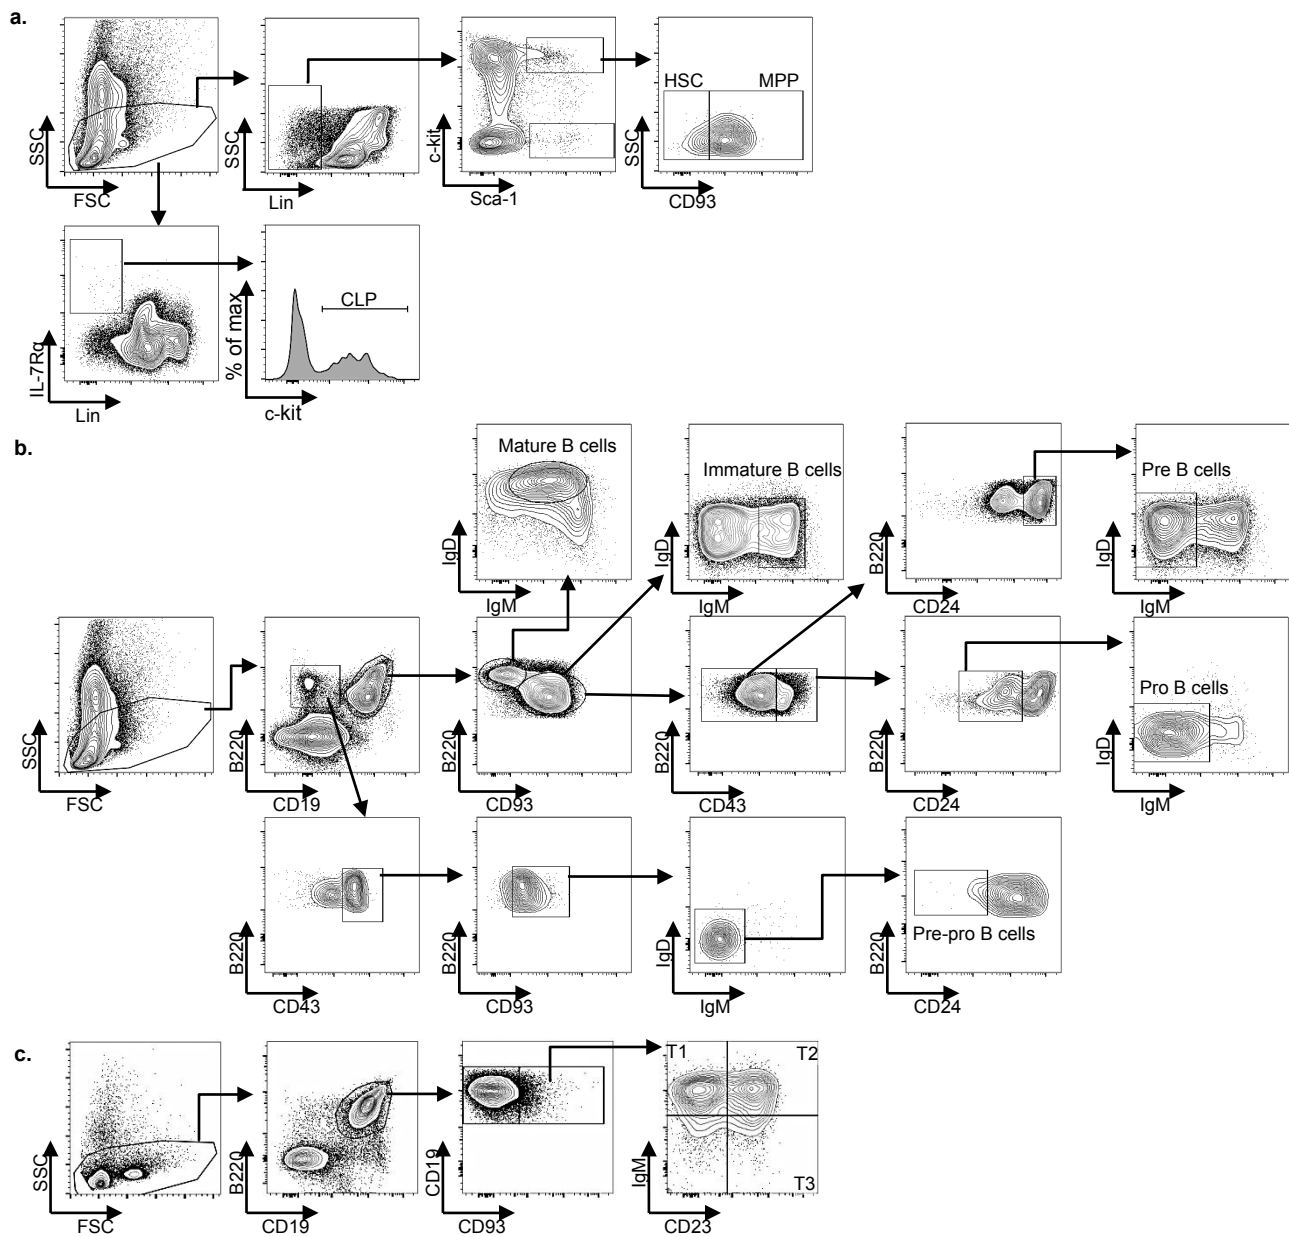 a.
SSC
FSC
SSC
Lin
c-kit
Sca-1
HSC MPP
SSC
CD93
IL-7Rα
Lin
CLP
% of max
c-kit
b.
Mature B cells
IgD
IgM
Immature B cells
IgD
IgM
B220
CD24
Pre B cells
IgD
IgM
SSC
FSC
B220
CD19
B220
CD93
B220
CD43
B220
CD24
Pro B cells
IgD
IgM
B220
CD43
B220
CD93
IgD
IgM
Pre-pro B cells
B220
CD24
c.
SSC
FSC
B220
CD19
CD19
CD93
T1 T2
T3
IgM
CD23